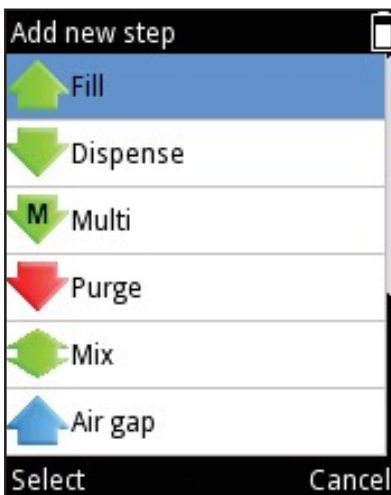 Add new step
Fill
Dispense
M Multi
Purge
Mix
Air gap
Select Cancel